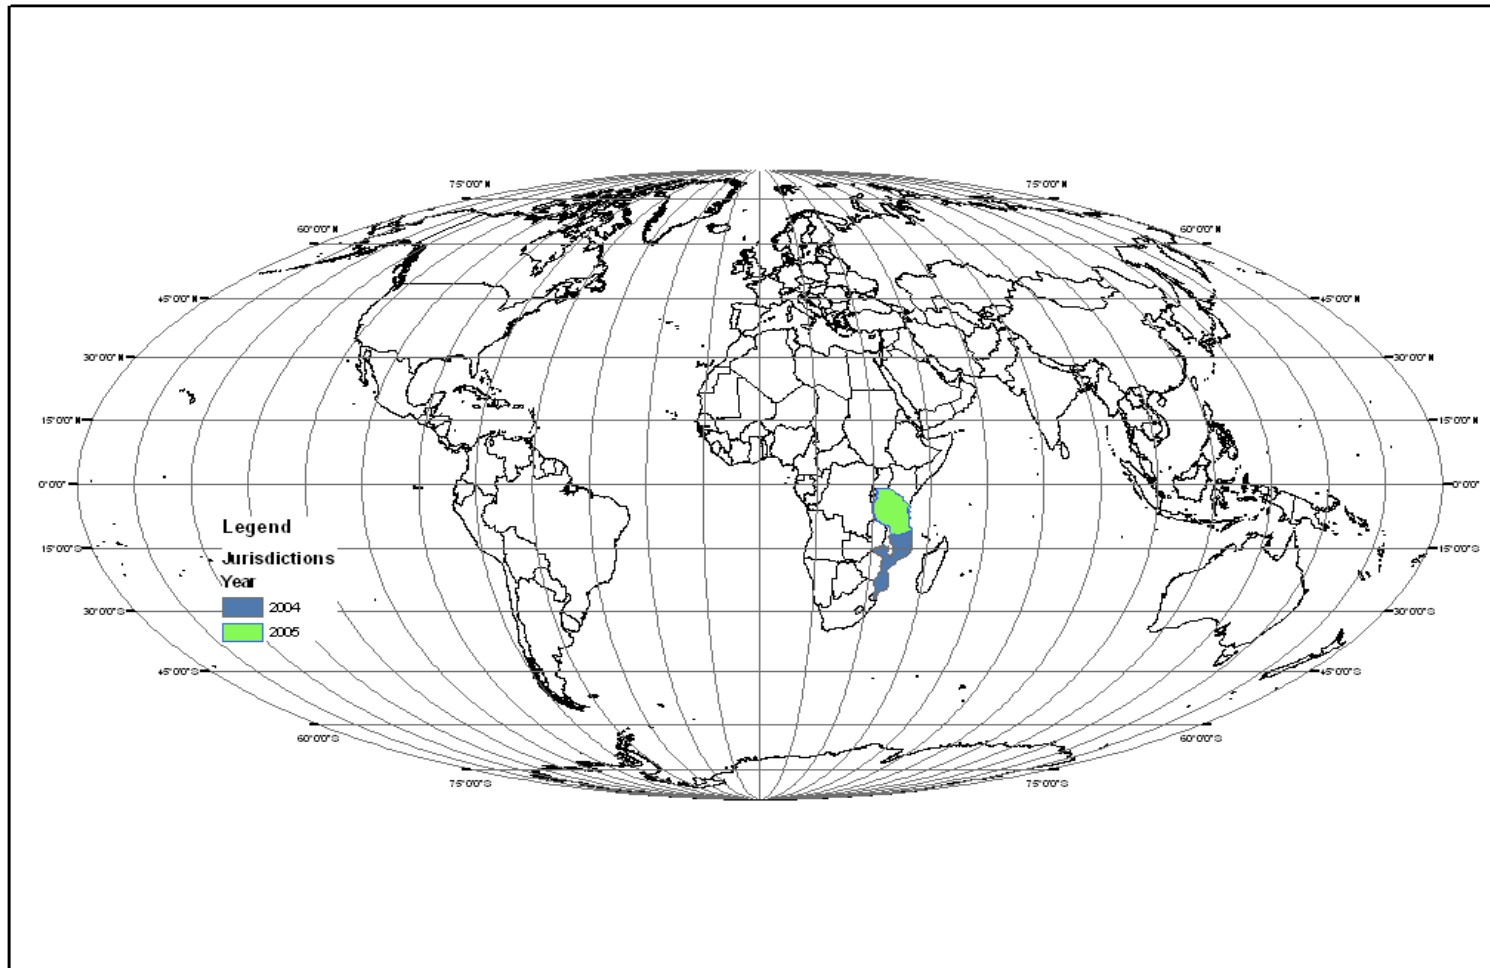 75°0'0"N 75°0'0"N
60°0'0"N 60°0'0"N
45°0'0"N 45°0'0"N
30°0'0"N 30°0'0"N
15°0'0"N 15°0'0"N
0°0'0" 0°0'0"
Legend
Jurisdictions
15°0'0"S 15°0'0"S
Year
2004
30°0'0"S 30°0'0"S
2005
45°0'0"S 45°0'0"S
60°0'0"S 60°0'0"S
75°0'0"S 75°0'0"S